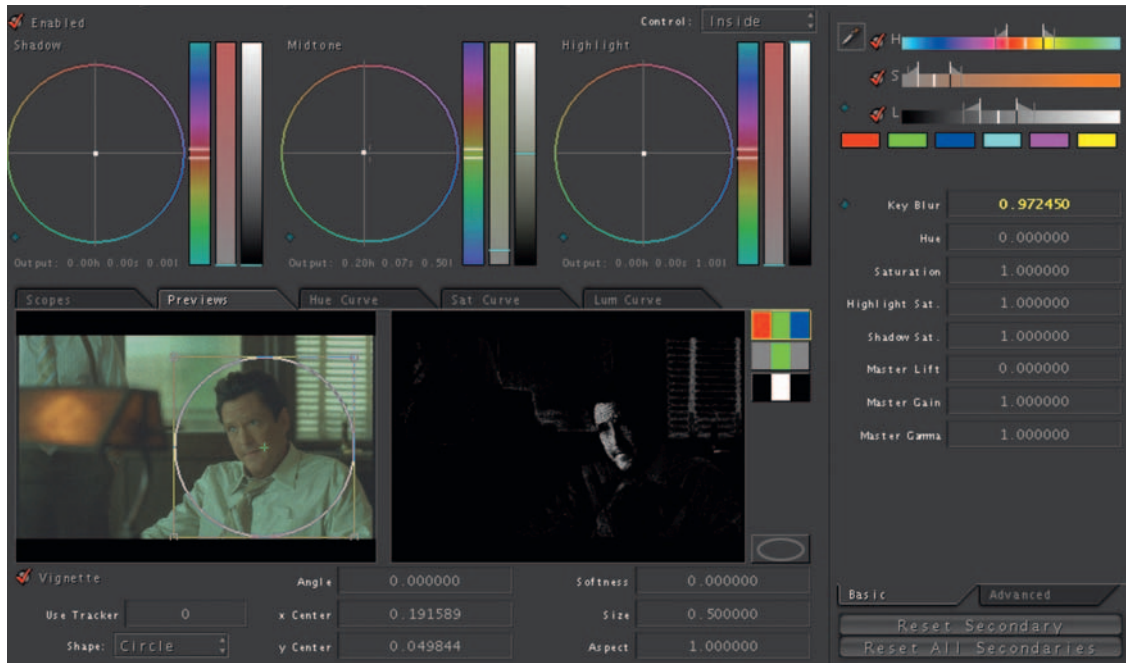 Enabled
Control: Inside
Shadow
Midtone
Highlight
Output: 0.00h 0.00s 0.00l
Output: 0.20h 0.07s 0.50l
Output: 0.00h 0.00s 1.00l
H
S
L
Key Blur 0.972450
Hue 0.000000
Saturation 1.000000
Highlight Sat. 1.000000
Shadow Sat. 1.000000
Master Lift 0.000000
Master Gain 1.000000
Master Gamma 1.000000
Scopes
Previews
Hue Curve
Sat Curve
Lum Curve
Vignette
Use Tracker 0
Shape: Circle
Angle 0.000000
x Center 0.191589
y Center 0.049844
Softness 0.000000
Size 0.500000
Aspect 1.000000
Basic
Advanced
Reset Secondary
Reset All Secondaries